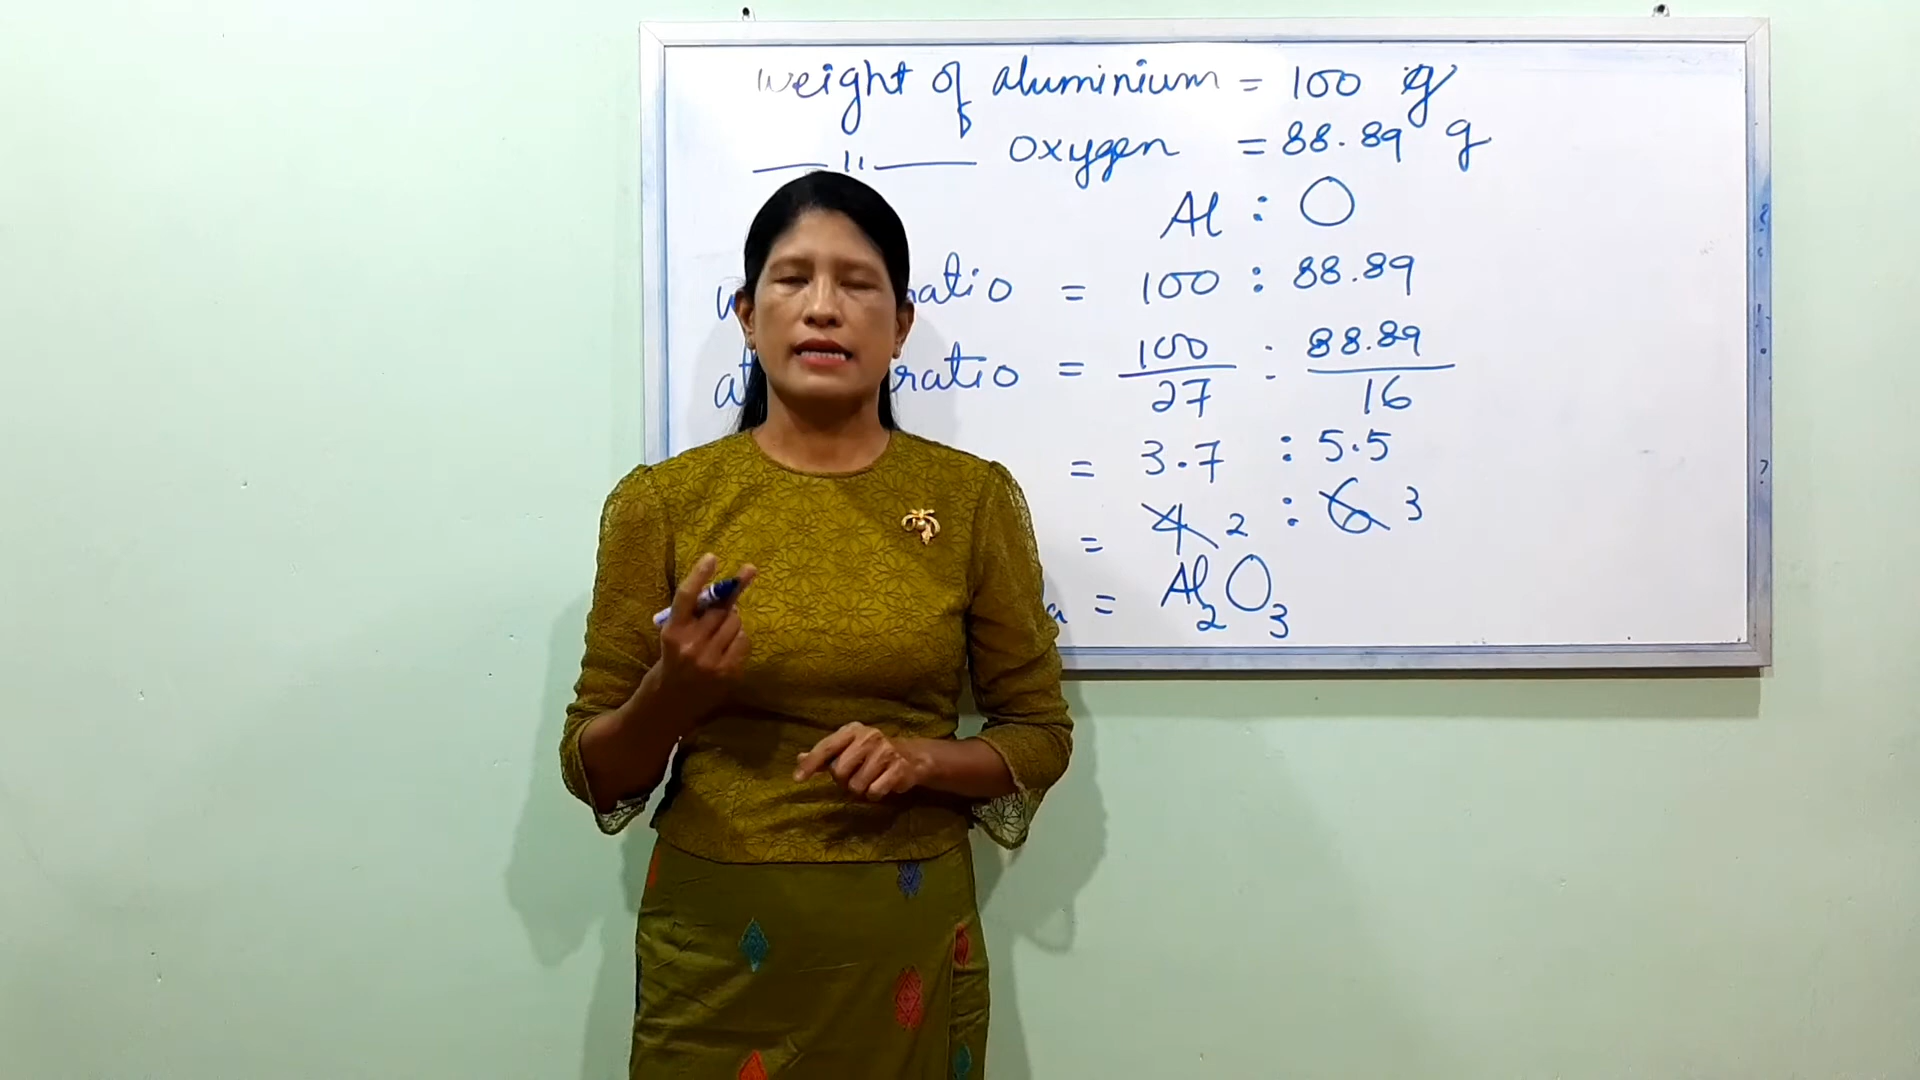 weight of aluminium = 100 g
—— " —— oxygen = 88.89 g
Al : O
ratio = 100 : 88.89
ratio = 100/27 : 88.89/16
= 3.7 : 5.5
= 4 2 : 6 3
= Al2O3